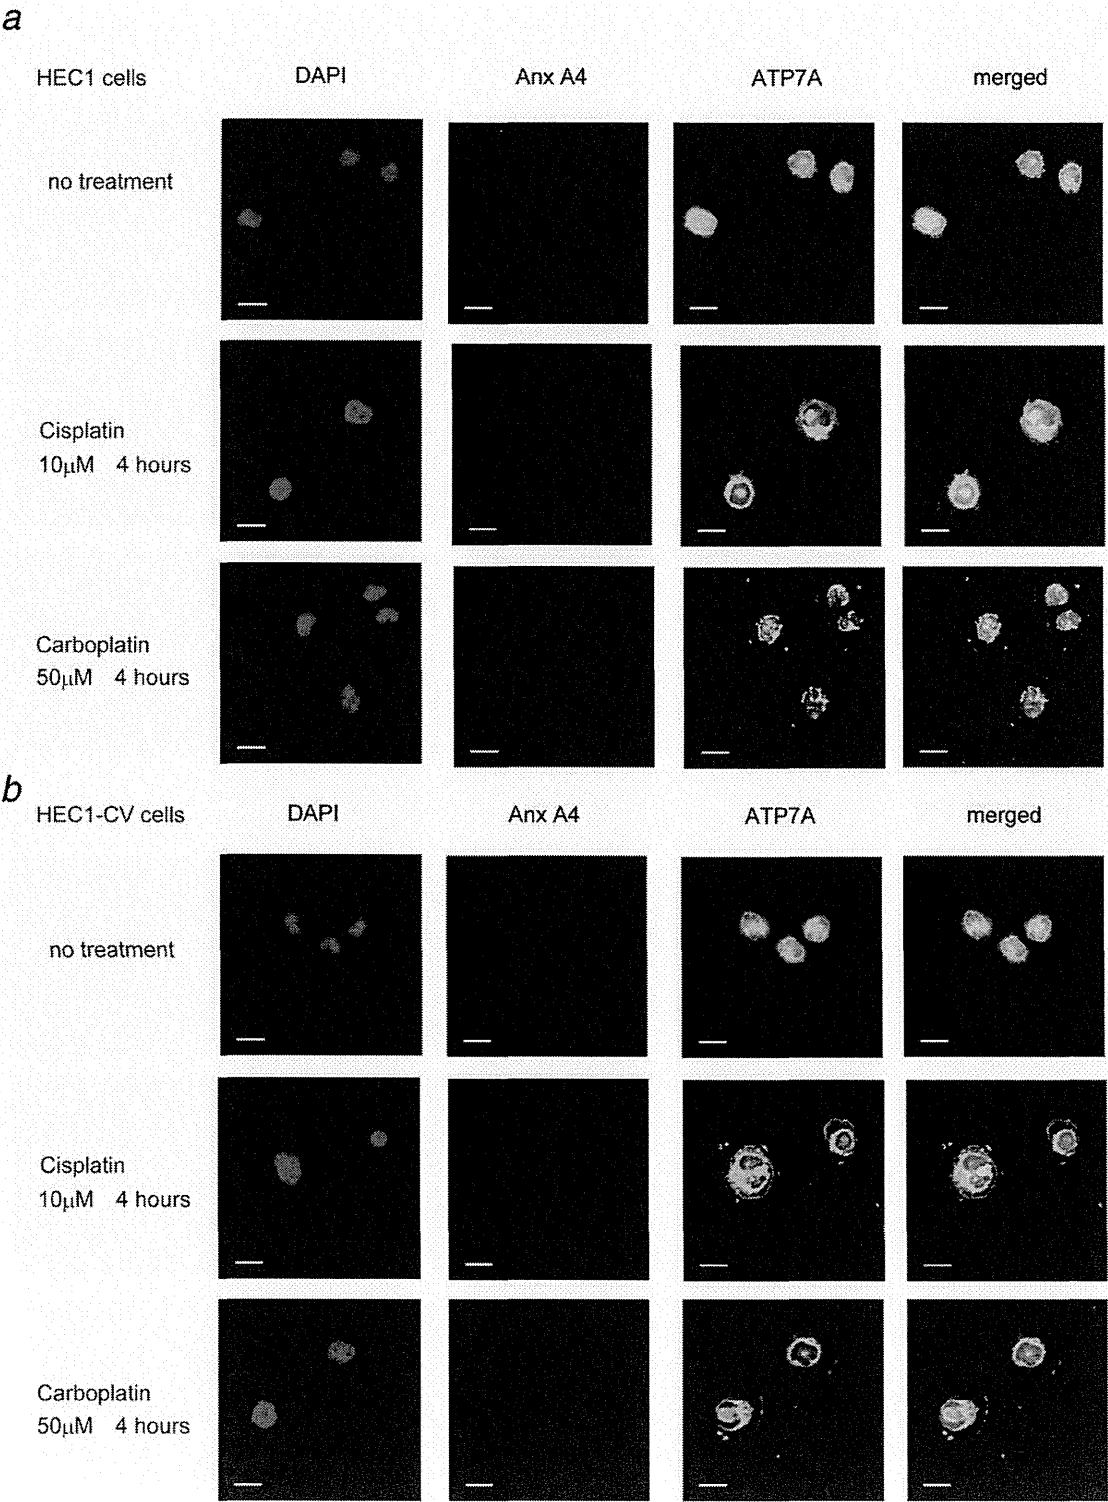 a
HEC1 cells DAPI Anx A4 ATP7A merged
no treatment
Cisplatin
10μM 4 hours
Carboplatin
50μM 4 hours
b
HEC1-CV cells DAPI Anx A4 ATP7A merged
no treatment
Cisplatin
10μM 4 hours
Carboplatin
50μM 4 hours